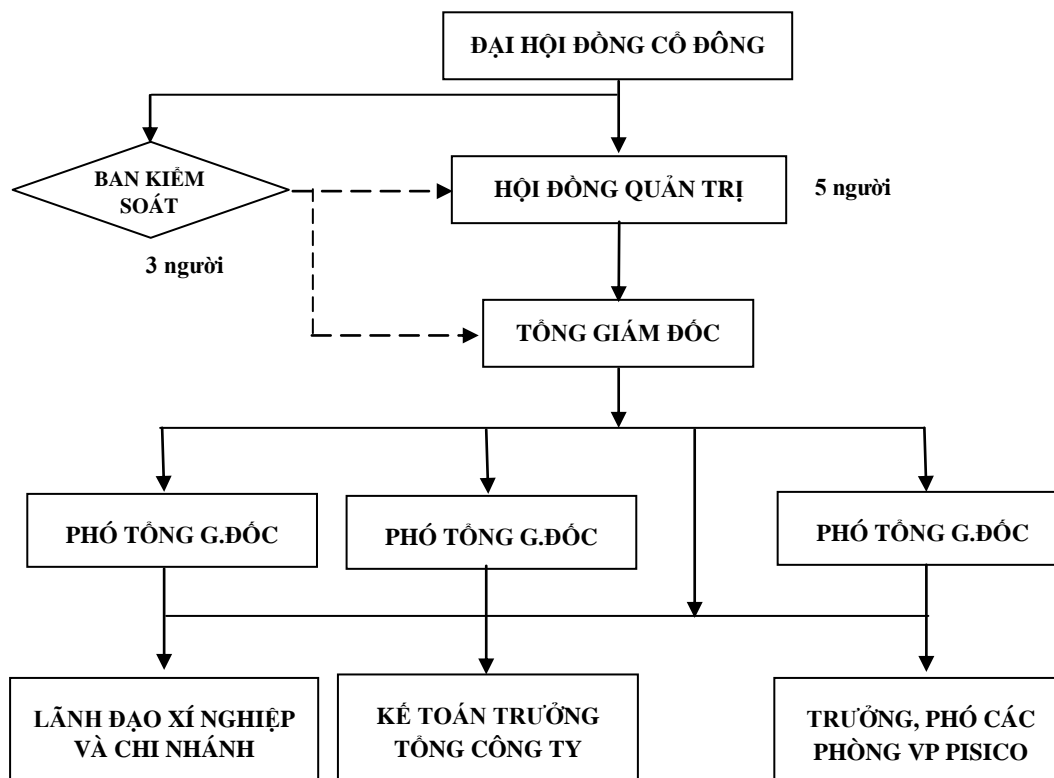 ĐẠI HỘI ĐỒNG CỔ ĐÔNG
BAN KIỂM
SOÁT
HỘI ĐỒNG QUẢN TRỊ
5 người
3 người
TỔNG GIÁM ĐỐC
PHÓ TỔNG G.ĐỐC
PHÓ TỔNG G.ĐỐC
PHÓ TỔNG G.ĐỐC
LÃNH ĐẠO XÍ NGHIỆP
VÀ CHI NHÁNH
KẾ TOÁN TRƯỞNG
TỔNG CÔNG TY
TRƯỞNG, PHÓ CÁC
PHÒNG VP PISICO